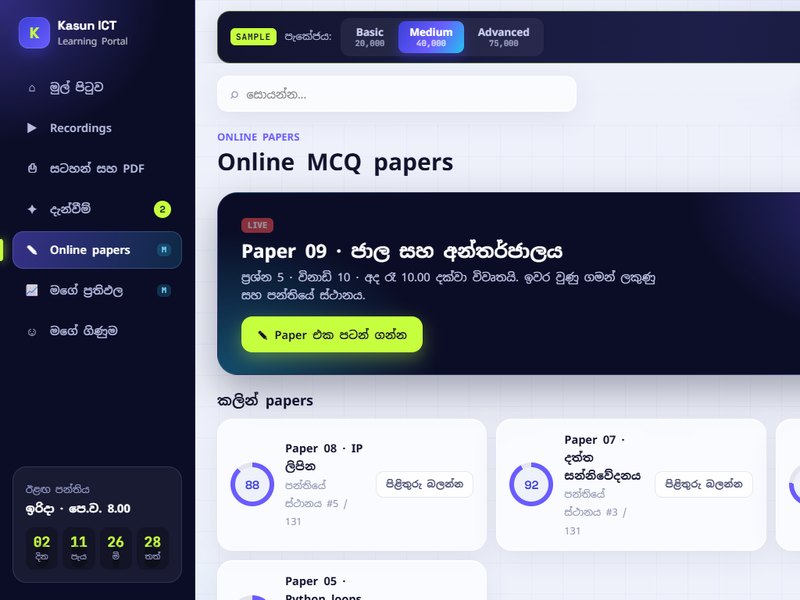 K
Kasun ICT
Learning Portal
මුල් පිටුව
Recordings
සටහන් සහ PDF
දැන්වීම් 2
Online papers M
මගේ ප්‍රතිඵල M
මගේ ගිණුම
ඊළඟ පන්තිය
ඉරිදා · පෙ.ව. 8.00
02 11 26 28
දින පැය මි තත්
SAMPLE පැකේජය:
Basic Medium Advanced
20,000 40,000 75,000
සොයන්න...
ONLINE PAPERS
Online MCQ papers
LIVE
Paper 09 · ජාල සහ අන්තර්ජාලය
ප්‍රශ්න 5 · විනාඩි 10 · අද රෑ 10.00 දක්වා විවෘතයි. ඉවර වුණු ගමන් ලකුණු
සහ පන්තියේ ස්ථානය.
Paper එක පටන් ගන්න
කලින් papers
88
Paper 08 · IP
ලිපින
පන්තියේ
ස්ථානය #5 /
131
පිළිතුරු බලන්න
92
Paper 07 ·
දත්ත
සන්නිවේදනය
පන්තියේ
ස්ථානය #3 /
131
පිළිතුරු බලන්න
Paper 05 ·
Python loops